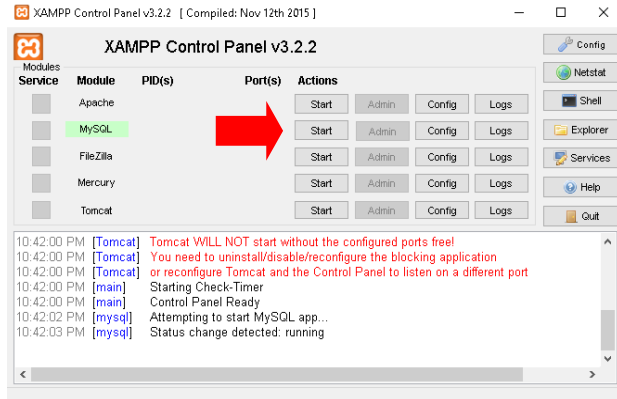 XAMPP Control Panel v3.2.2 [ Compiled: Nov 12th 2015 ]
XAMPP Control Panel v3.2.2
Config
Modules
Service Module PID(s) Port(s) Actions
Netstat
Apache Start Admin Config Logs
Shell
MySQL Start Admin Config Logs
Explorer
FileZilla Start Admin Config Logs
Services
Mercury Start Admin Config Logs
Help
Tomcat Start Admin Config Logs
Quit
10:42:00 PM [Tomcat] Tomcat WILL NOT start without the configured ports free!
10:42:00 PM [Tomcat] You need to uninstall/disable/reconfigure the blocking application
10:42:00 PM [Tomcat] or reconfigure Tomcat and the Control Panel to listen on a different port
10:42:00 PM [main] Starting Check-Timer
10:42:00 PM [main] Control Panel Ready
10:42:02 PM [mysql] Attempting to start MySQL app...
10:42:03 PM [mysql] Status change detected: running